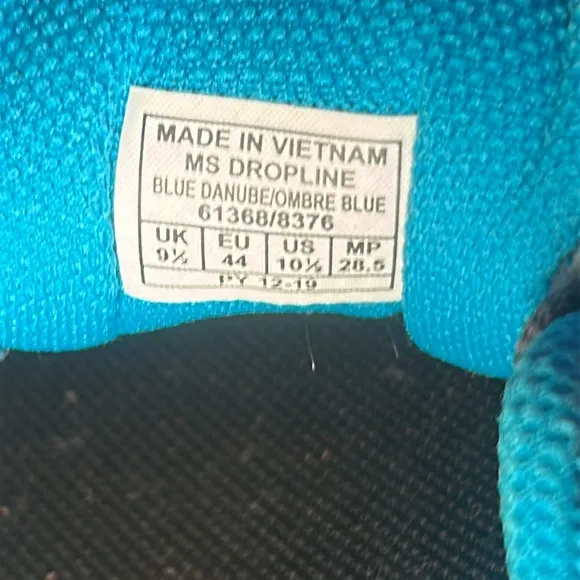 MADE IN VIETNAM
MS DROPLINE
BLUE DANUBE/OMBRE BLUE
61368/8376
UK EU US MP
9½ 44 10½ 28.5
PY 12-19